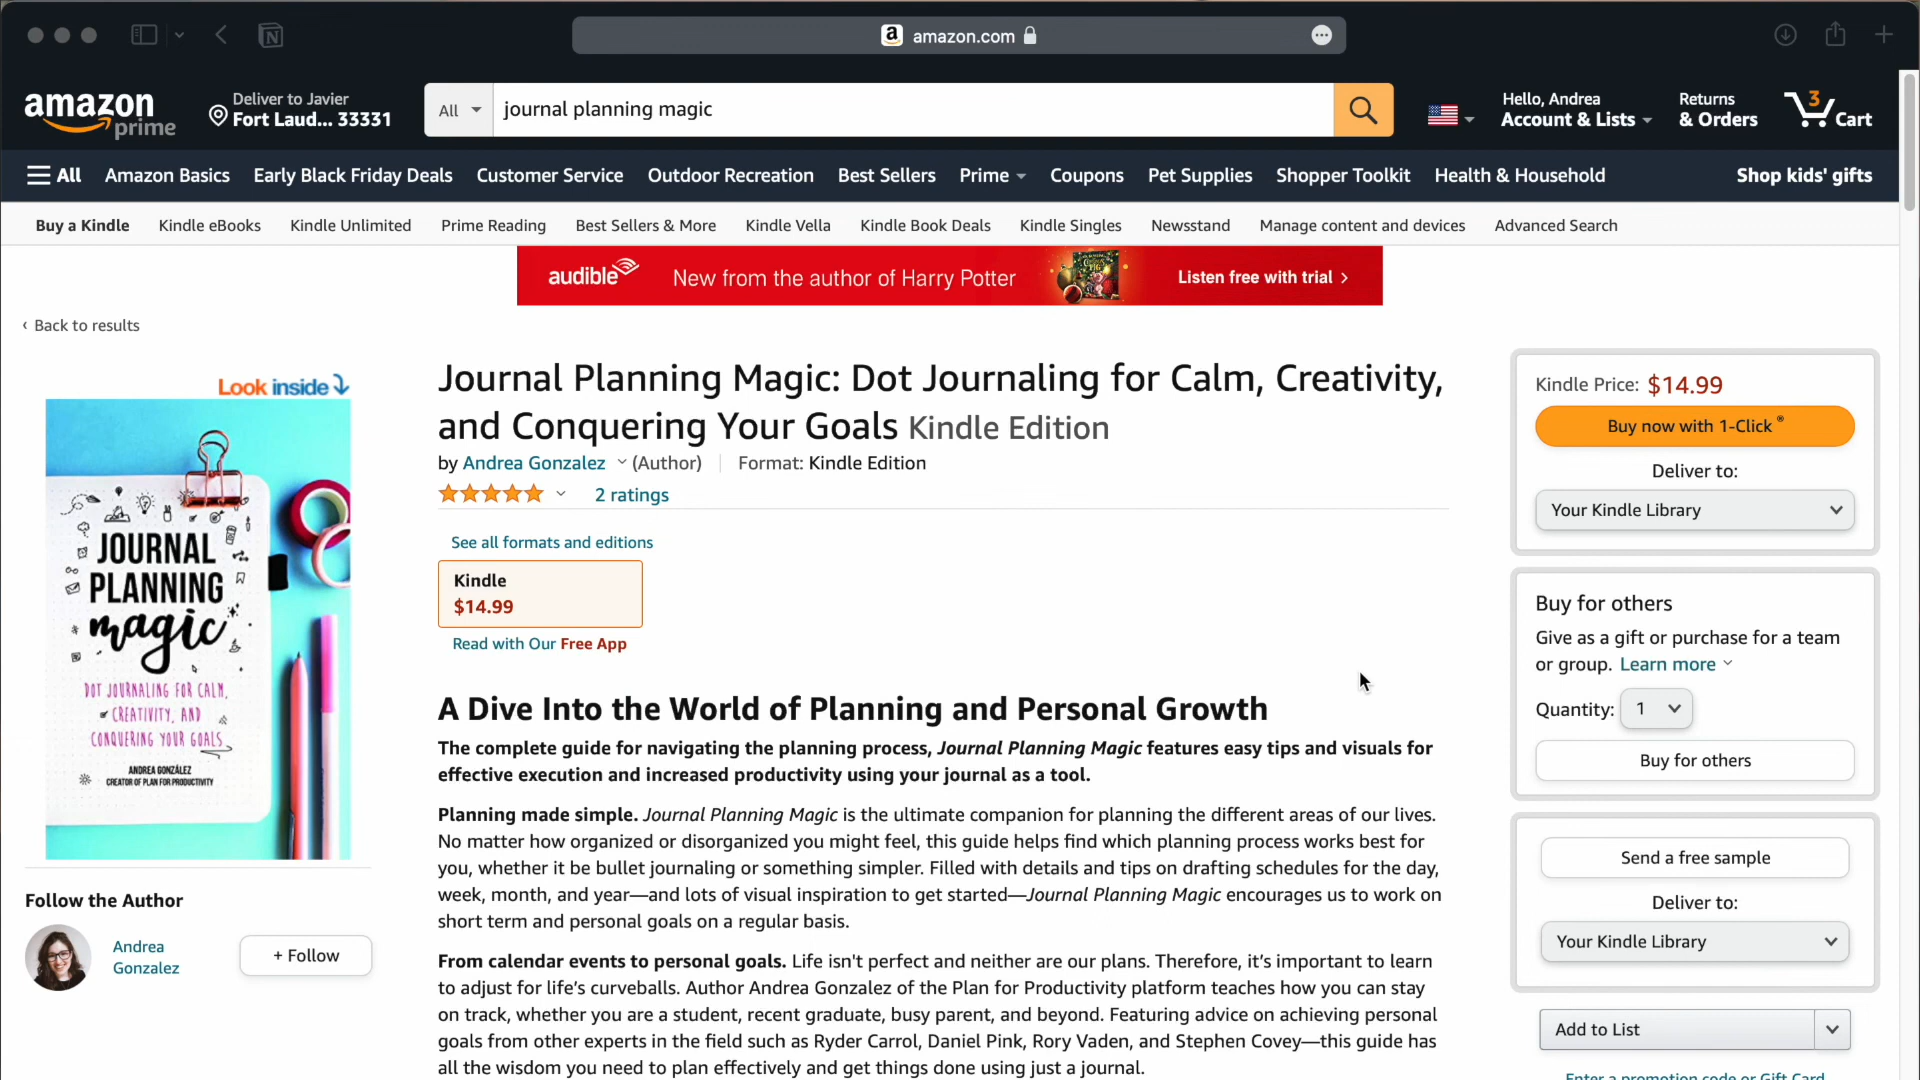 amazon.com
amazon
prime
Deliver to Javier
Fort Laud... 33331
All
journal planning magic
Hello, Andrea
Account & Lists
Returns
& Orders
3
Cart
All
Amazon Basics
Early Black Friday Deals
Customer Service
Outdoor Recreation
Best Sellers
Prime
Coupons
Pet Supplies
Shopper Toolkit
Health & Household
Shop kids' gifts
Buy a Kindle
Kindle eBooks
Kindle Unlimited
Prime Reading
Best Sellers & More
Kindle Vella
Kindle Book Deals
Kindle Singles
Newsstand
Manage content and devices
Advanced Search
audible
New from the author of Harry Potter
Listen free with trial ›
‹ Back to results
Look inside
JOURNAL
PLANNING
magic
DOT JOURNALING FOR CALM,
CREATIVITY, AND
CONQUERING YOUR GOALS
ANDREA GONZÁLEZ
CREATOR OF PLAN FOR PRODUCTIVITY
Follow the Author
Andrea
Gonzalez
+ Follow
Journal Planning Magic: Dot Journaling for Calm, Creativity,
and Conquering Your Goals Kindle Edition
by Andrea Gonzalez (Author) Format: Kindle Edition
2 ratings
See all formats and editions
Kindle
$14.99
Read with Our Free App
A Dive Into the World of Planning and Personal Growth
The complete guide for navigating the planning process, Journal Planning Magic features easy tips and visuals for
effective execution and increased productivity using your journal as a tool.
Planning made simple. Journal Planning Magic is the ultimate companion for planning the different areas of our lives.
No matter how organized or disorganized you might feel, this guide helps find which planning process works best for
you, whether it be bullet journaling or something simpler. Filled with details and tips on drafting schedules for the day,
week, month, and year—and lots of visual inspiration to get started—Journal Planning Magic encourages us to work on
short term and personal goals on a regular basis.
From calendar events to personal goals. Life isn't perfect and neither are our plans. Therefore, it's important to learn
to adjust for life's curveballs. Author Andrea Gonzalez of the Plan for Productivity platform teaches how you can stay
on track, whether you are a student, recent graduate, busy parent, and beyond. Featuring advice on achieving personal
goals from other experts in the field such as Ryder Carrol, Daniel Pink, Rory Vaden, and Stephen Covey—this guide has
all the wisdom you need to plan effectively and get things done using just a journal.
Kindle Price: $14.99
Buy now with 1-Click ®
Deliver to:
Your Kindle Library
Buy for others
Give as a gift or purchase for a team
or group. Learn more
Quantity: 1
Buy for others
Send a free sample
Deliver to:
Your Kindle Library
Add to List
Enter a promotion code or Gift Card